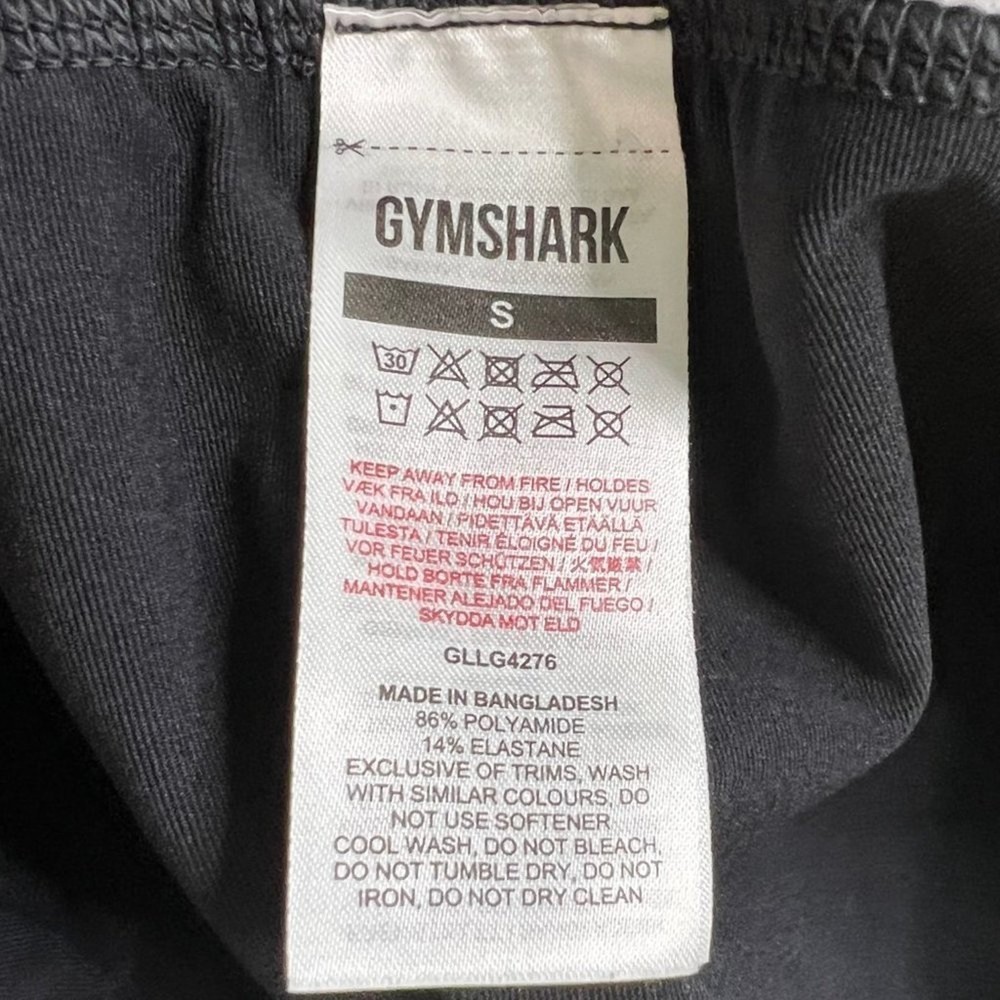 GYMSHARK
S
30
KEEP AWAY FROM FIRE / HOLDES
VÆK FRA ILD / HOU BIJ OPEN VUUR
VANDAAN / PIDETTÄVÄ ETÄÄLLÄ
TULESTA / TENIR ÉLOIGNÉ DU FEU /
VOR FEUER SCHÜTZEN / 火気厳禁 /
HOLD BORTE FRA FLAMMER /
MANTENER ALEJADO DEL FUEGO /
SKYDDA MOT ELD
GLLG4276
MADE IN BANGLADESH
86% POLYAMIDE
14% ELASTANE
EXCLUSIVE OF TRIMS, WASH
WITH SIMILAR COLOURS, DO
NOT USE SOFTENER
COOL WASH, DO NOT BLEACH,
DO NOT TUMBLE DRY, DO NOT
IRON, DO NOT DRY CLEAN